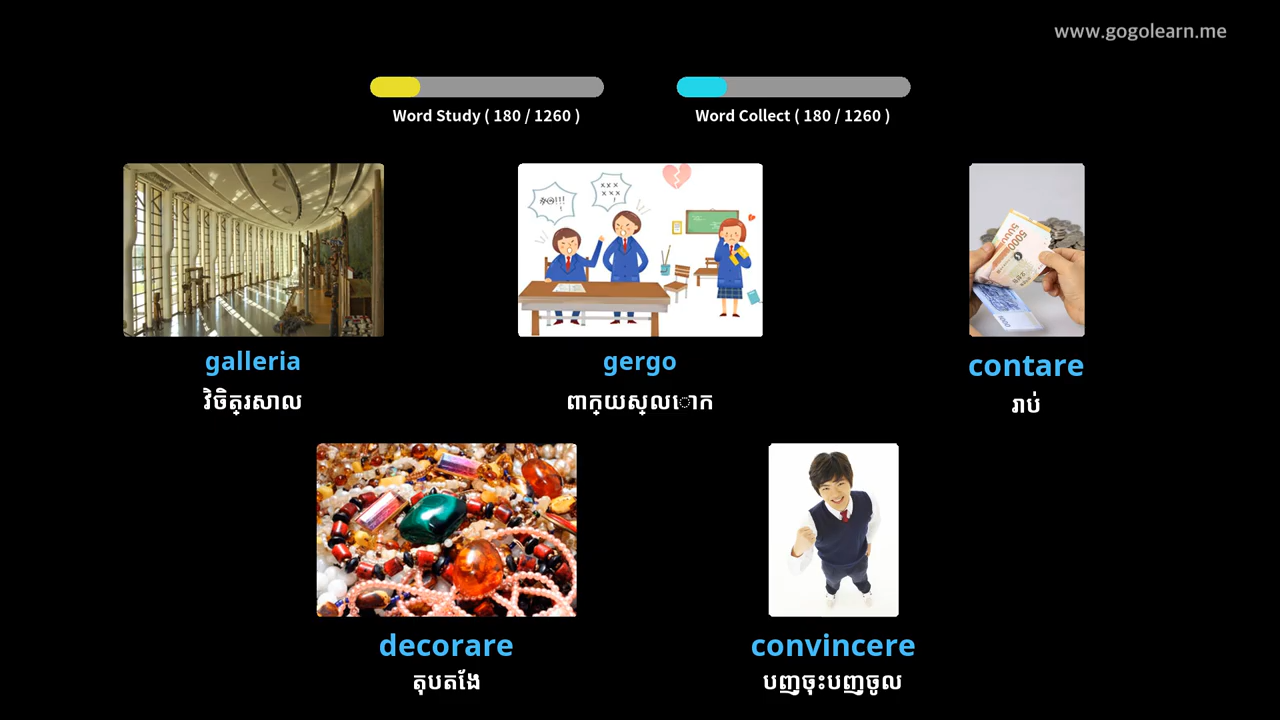 www.gogolearn.me
Word Study ( 180 / 1260 )
Word Collect ( 180 / 1260 )
galleria
វិចិត្រសាល
gergo
ពាក្យស្លោក
contare
រាប់
decorare
តុបតែង
convincere
បញ្ចុះបញ្ចូល